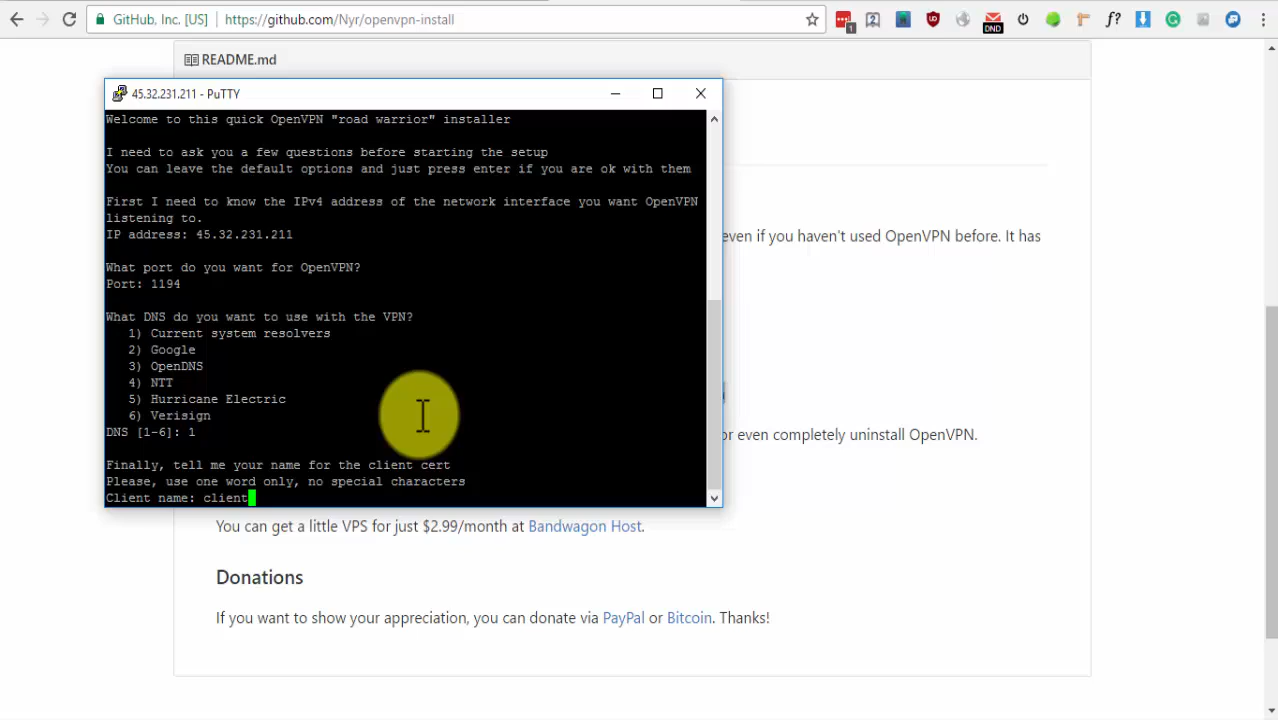 GitHub, Inc. [US]
https://github.com/Nyr/openvpn-install
1
2
DND
f?
README.md
45.32.231.211 - PuTTY
Welcome to this quick OpenVPN "road warrior" installer
I need to ask you a few questions before starting the setup
You can leave the default options and just press enter if you are ok with them
First I need to know the IPv4 address of the network interface you want OpenVPN
listening to.
IP address: 45.32.231.211
even if you haven't used OpenVPN before. It has
What port do you want for OpenVPN?
Port: 1194
What DNS do you want to use with the VPN?
1) Current system resolvers
2) Google
3) OpenDNS
4) NTT
5) Hurricane Electric
6) Verisign
DNS [1-6]: 1
or even completely uninstall OpenVPN.
Finally, tell me your name for the client cert
Please, use one word only, no special characters
Client name: client
You can get a little VPS for just $2.99/month at Bandwagon Host.
Donations
If you want to show your appreciation, you can donate via PayPal or Bitcoin. Thanks!